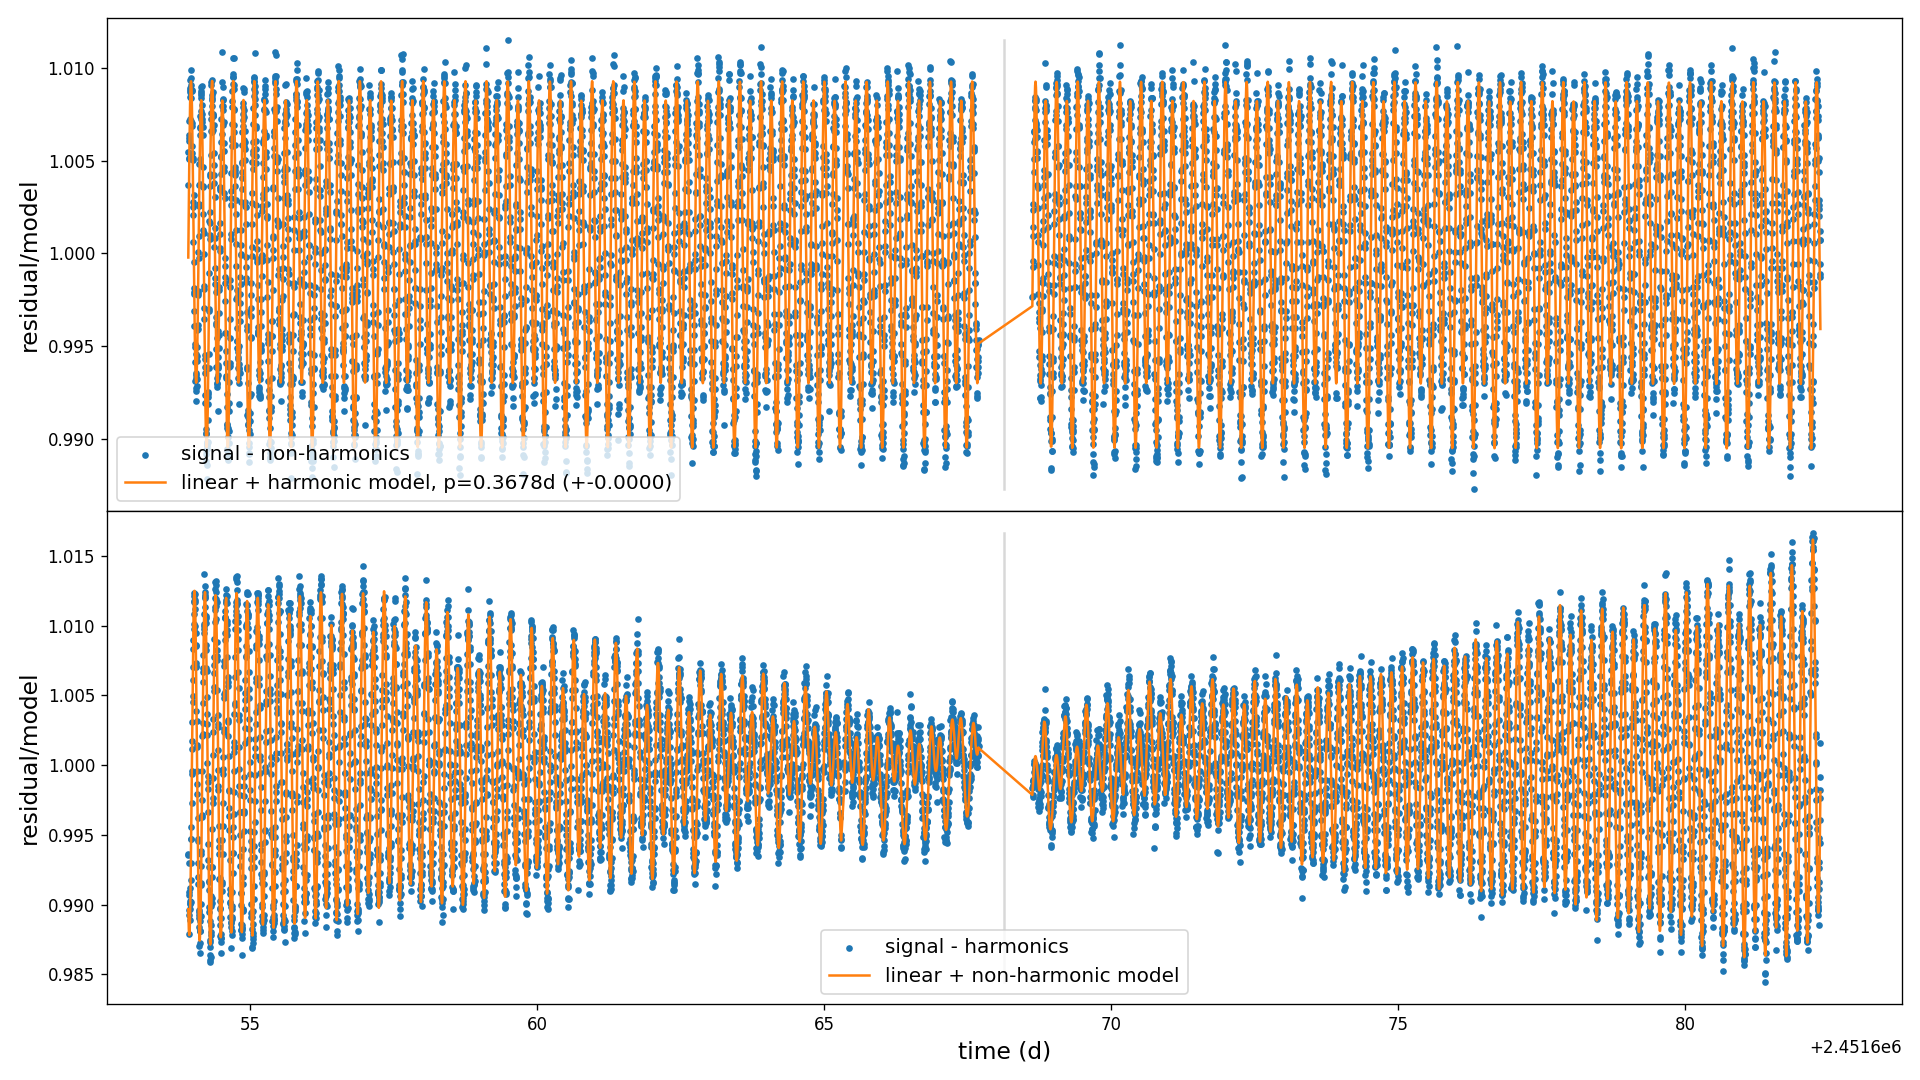 1.010
1.005
1.000
0.995
0.990
residual/model
signal - non-harmonics
linear + harmonic model, p=0.3678d (+-0.0000)
1.015
1.010
1.005
1.000
0.995
0.990
0.985
residual/model
signal - harmonics
linear + non-harmonic model
55 60 65 70 75 80
time (d)
+2.4516e6